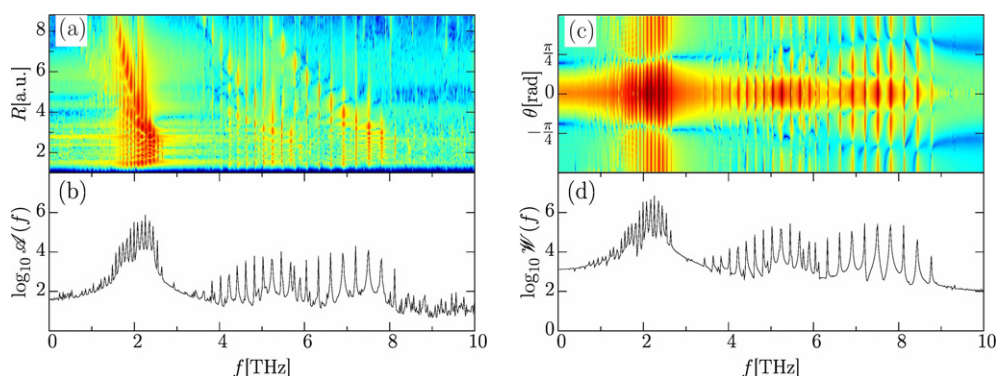 (a)
R[a.u.]
8
6
4
2
(b)
log₁₀ 𝒜(f)
6
4
2
0
0 2 4 6 8 10
f[THz]
(c)
θ[rad]
π/4
0
−π/4
(d)
log₁₀ 𝒲(f)
6
4
2
0
0 2 4 6 8 10
f[THz]